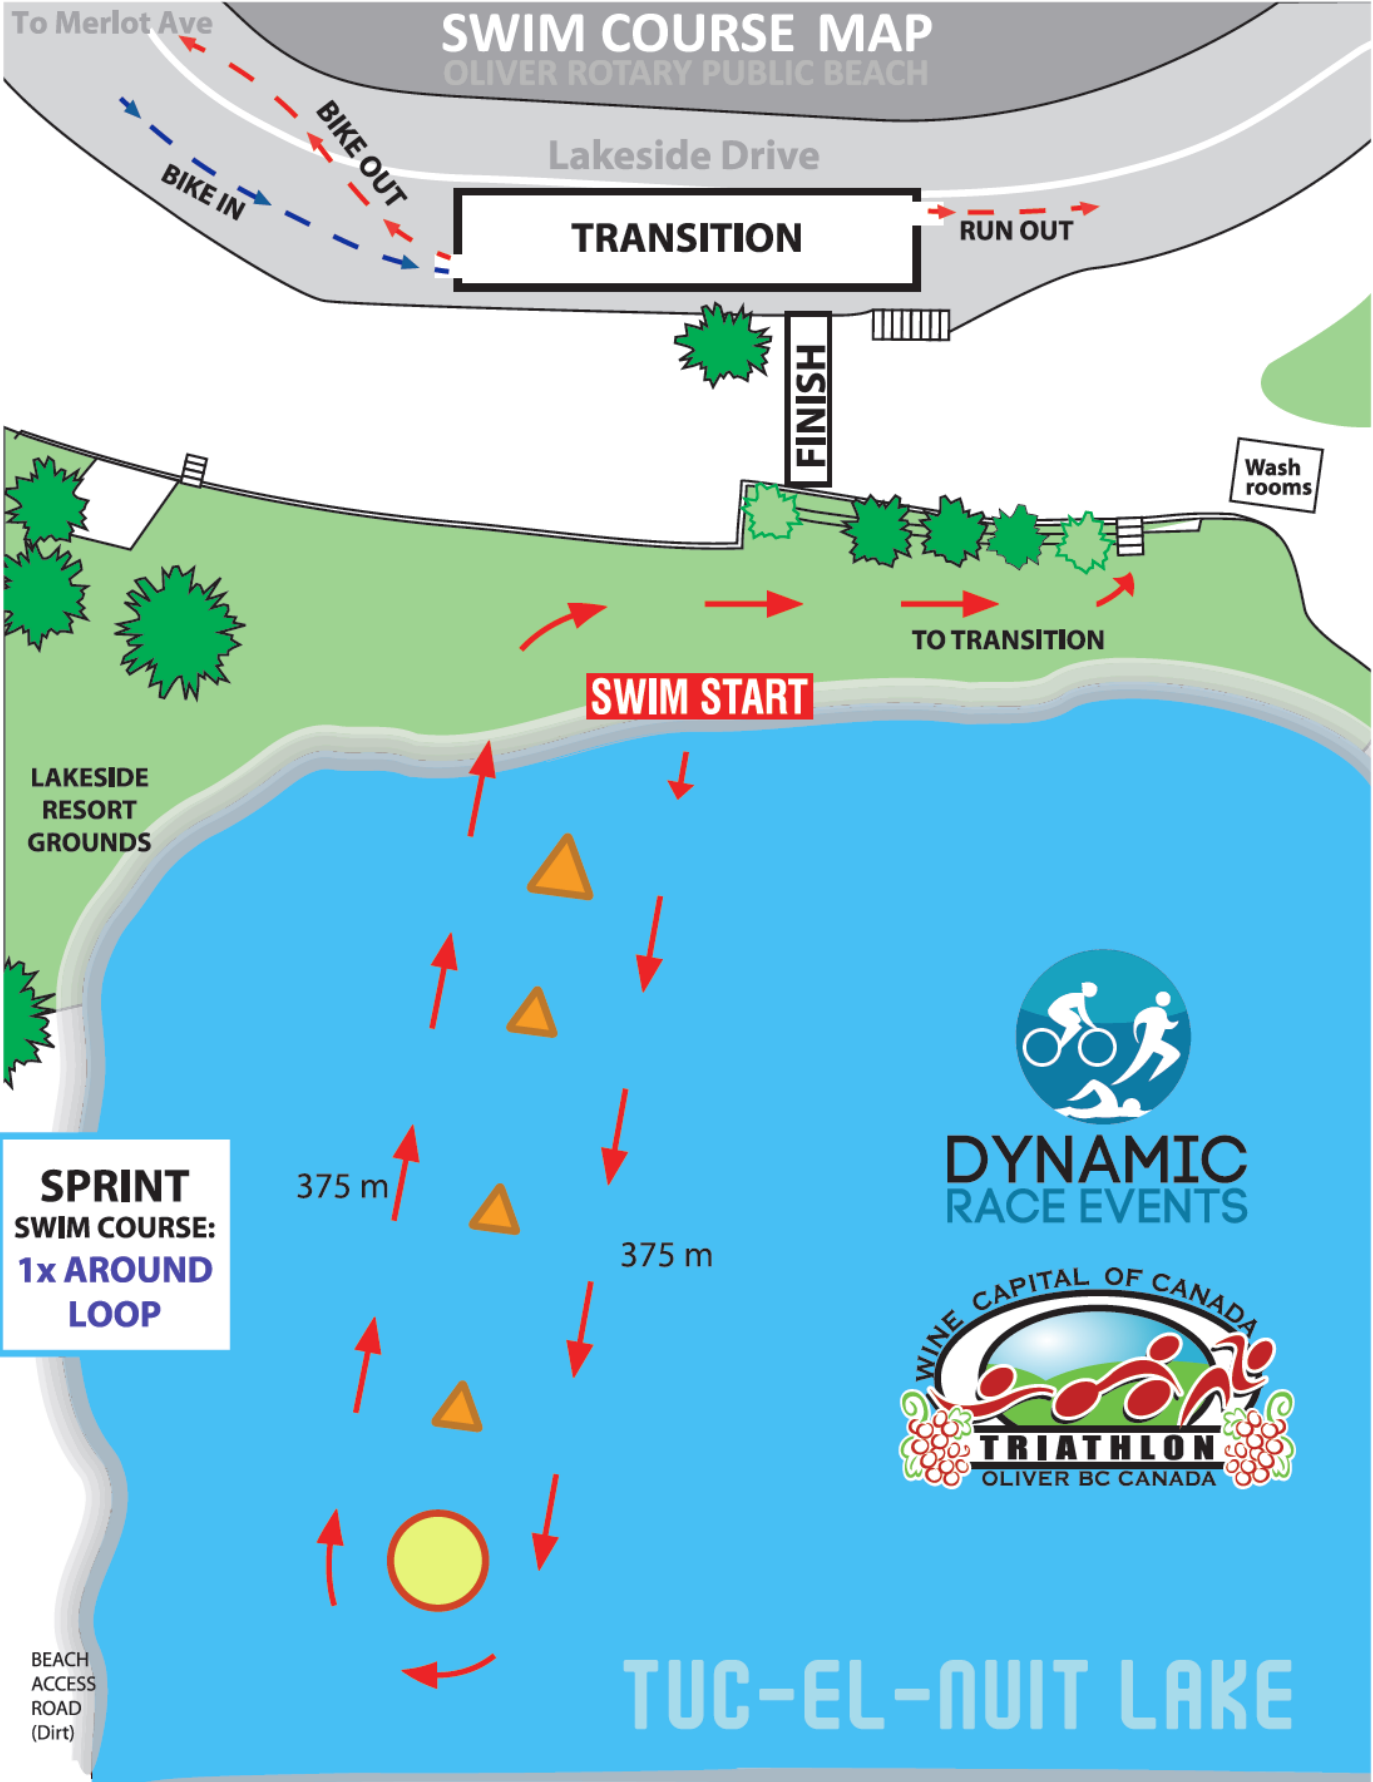 To Merlot Ave
SWIM COURSE MAP
OLIVER ROTARY PUBLIC BEACH
BIKE OUT
BIKE IN
Lakeside Drive
TRANSITION
RUN OUT
FINISH
Wash
rooms
TO TRANSITION
SWIM START
LAKESIDE
RESORT
GROUNDS
SPRINT
SWIM COURSE:
1x AROUND
LOOP
375 m
375 m
DYNAMIC
RACE EVENTS
WINE CAPITAL OF CANADA
TRIATHLON
OLIVER BC CANADA
BEACH
ACCESS
ROAD
(Dirt)
TUC-EL-NUIT LAKE